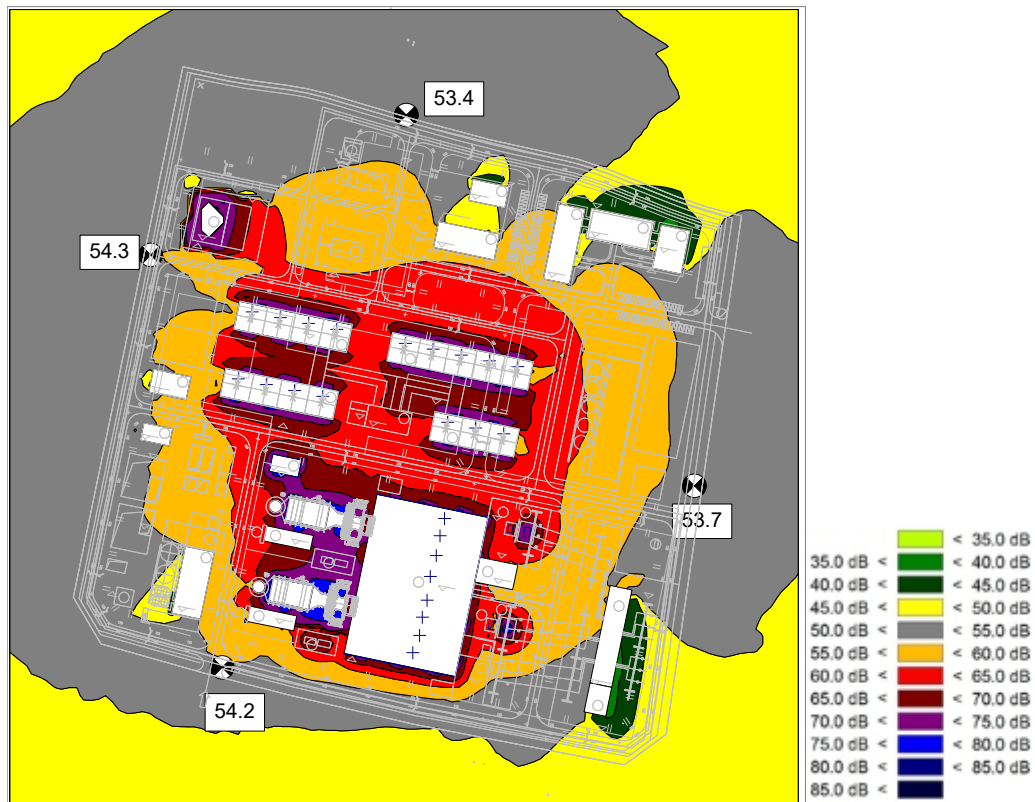 53.4
54.3
53.7
54.2
< 35.0 dB
35.0 dB < < 40.0 dB
40.0 dB < < 45.0 dB
45.0 dB < < 50.0 dB
50.0 dB < < 55.0 dB
55.0 dB < < 60.0 dB
60.0 dB < < 65.0 dB
65.0 dB < < 70.0 dB
70.0 dB < < 75.0 dB
75.0 dB < < 80.0 dB
80.0 dB < < 85.0 dB
85.0 dB <